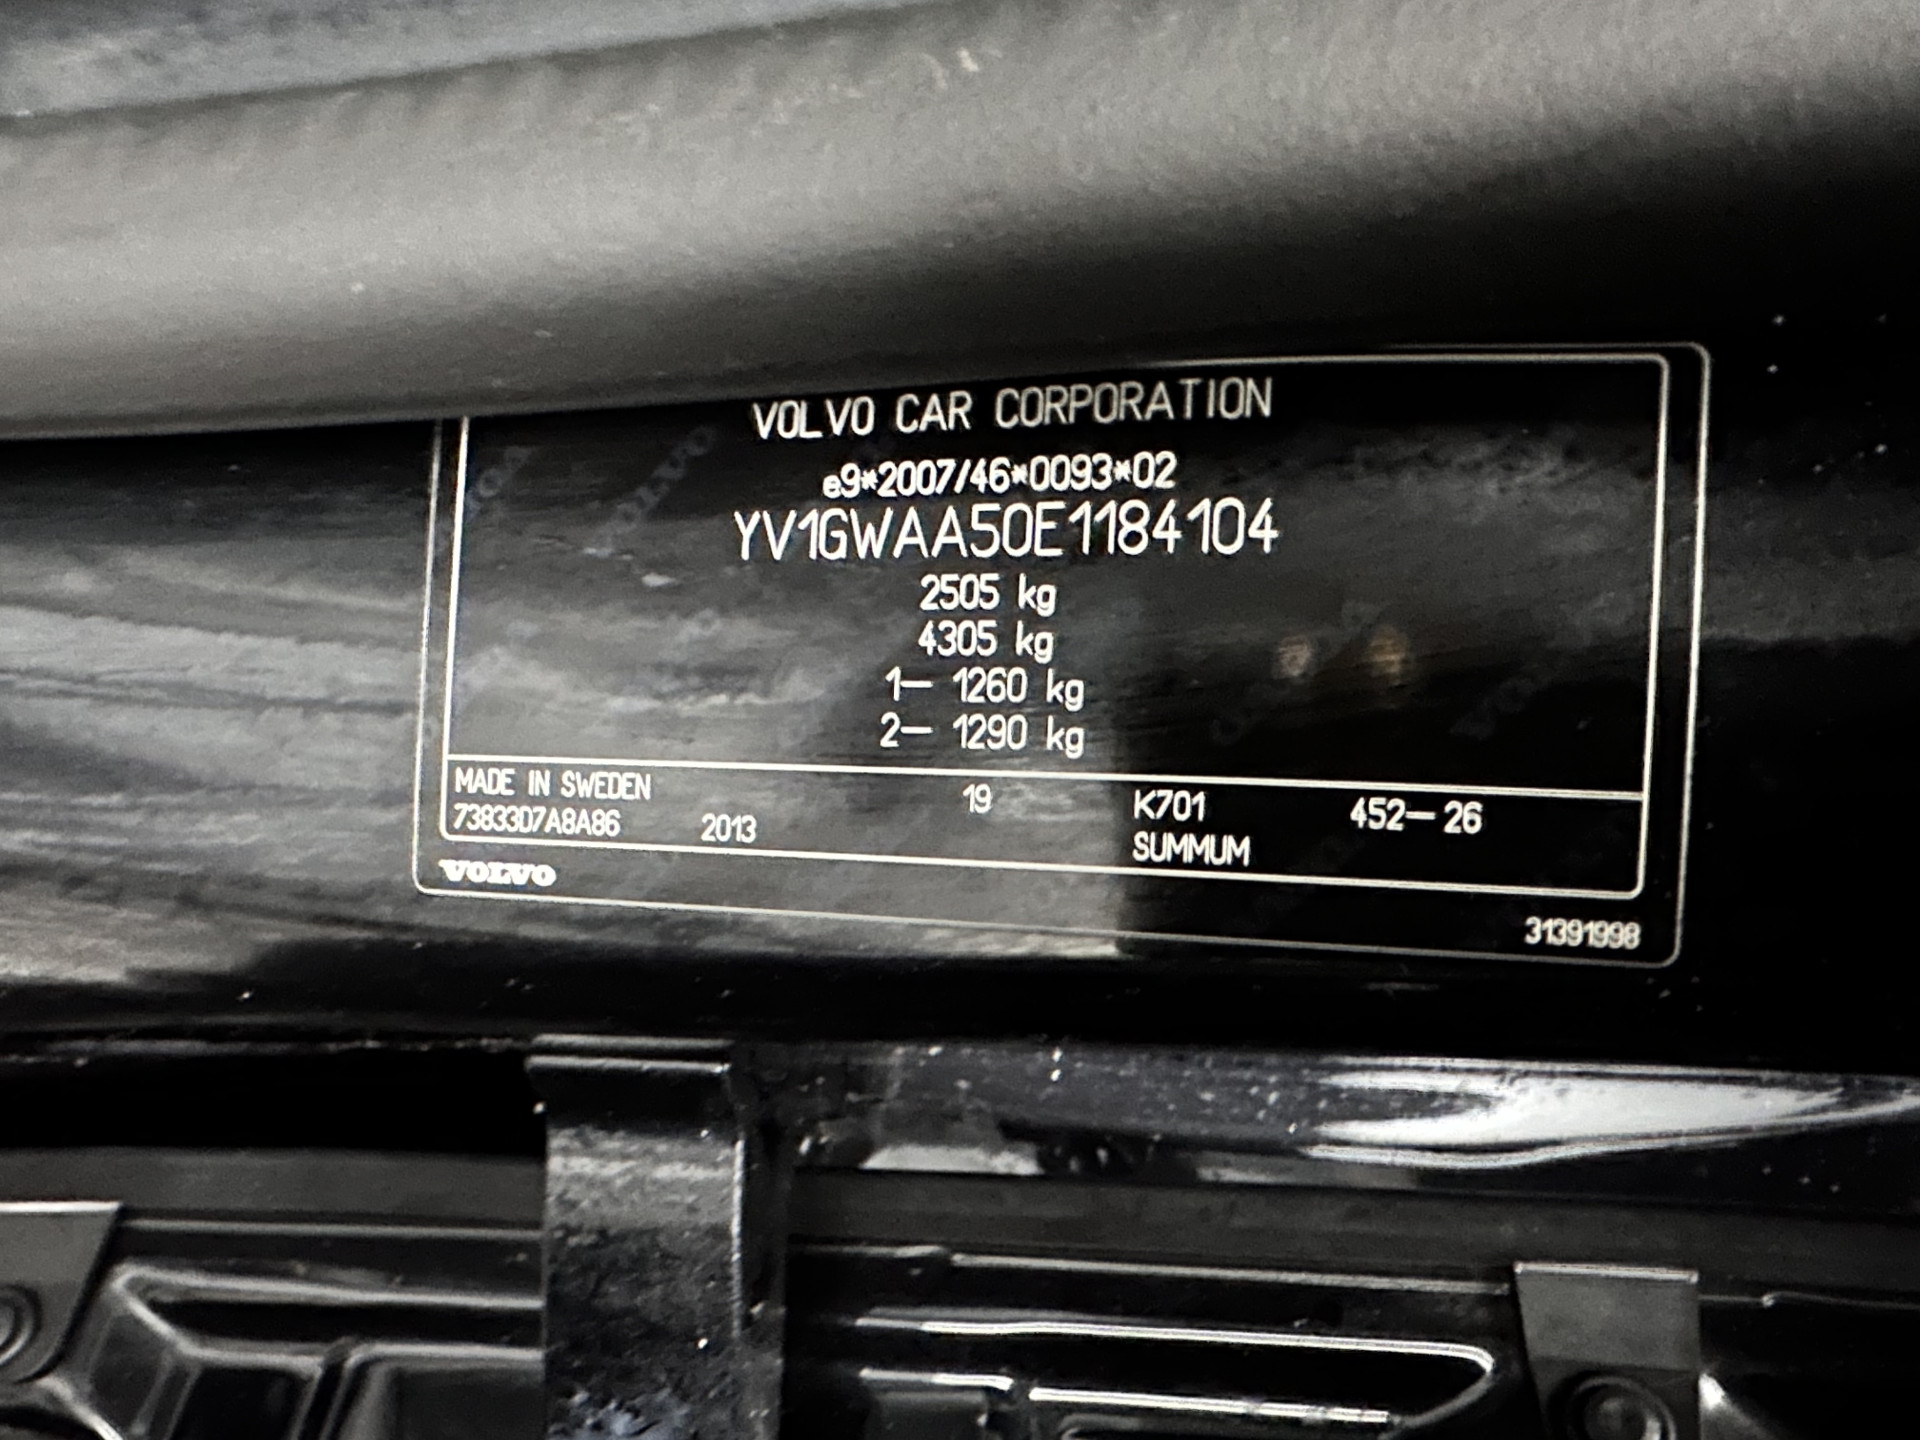 VOLVO CAR CORPORATION
e9*2007/46*0093*02
YV1GWAA50E1184104
2505 kg
4305 kg
1- 1260 kg
2- 1290 kg
MADE IN SWEDEN 19 K701 452-26
7383307A8A86 2013 SUMMUM
VOLVO
31391998